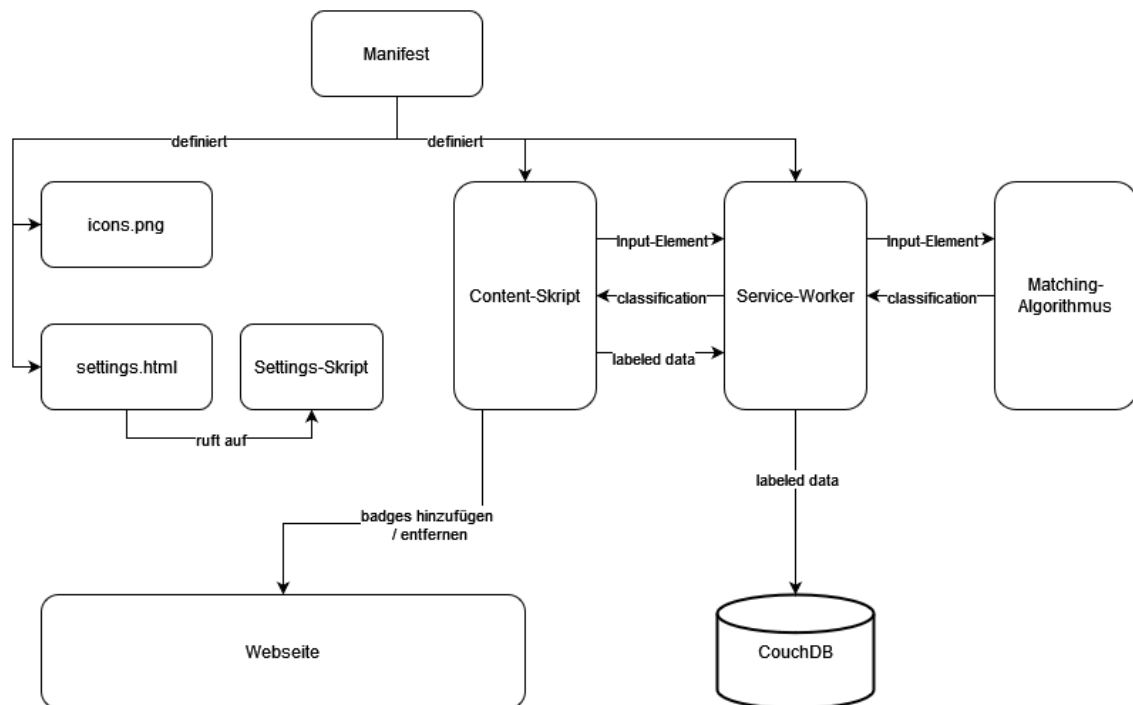 Manifest
definiert
definiert
icons.png
Content-Skript
Input-Element
classification
labeled data
Service-Worker
Input-Element
classification
Matching-
Algorithmus
settings.html
Settings-Skript
ruft auf
badges hinzufügen
/ entfernen
labeled data
Webseite
CouchDB